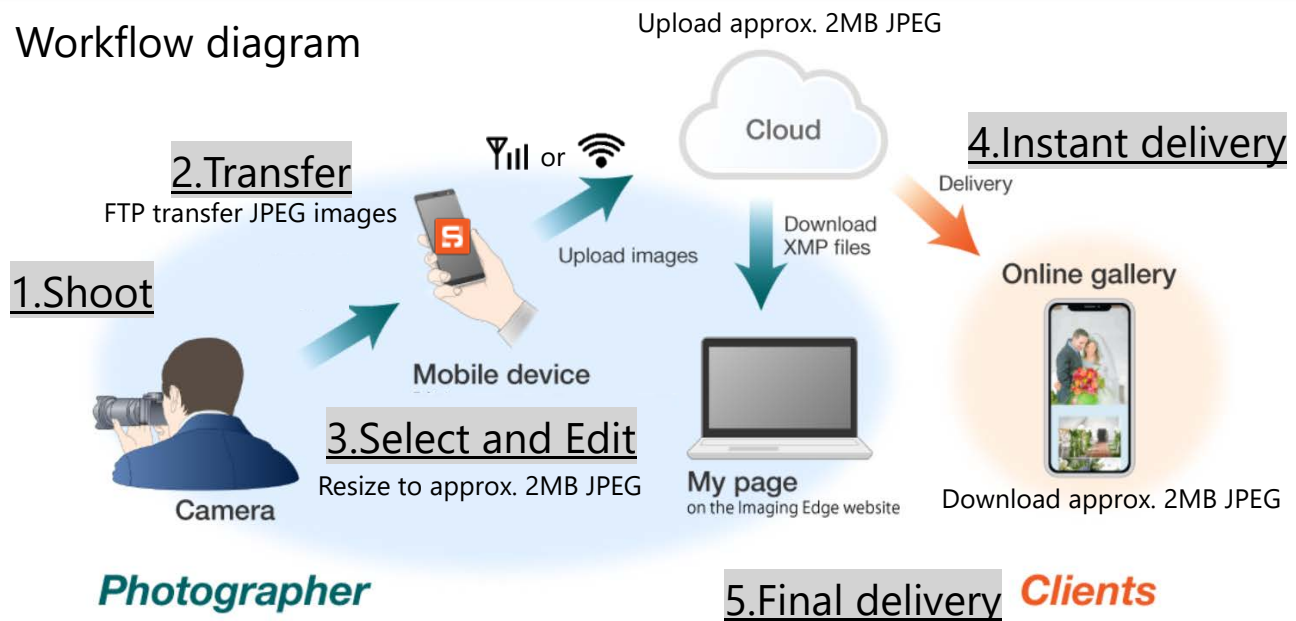 Workflow diagram
Upload approx. 2MB JPEG
Cloud
4.Instant delivery
Delivery
2.Transfer
FTP transfer JPEG images
or
Upload images
Download
XMP files
Online gallery
1.Shoot
Mobile device
3.Select and Edit
Resize to approx. 2MB JPEG
Camera
My page
on the Imaging Edge website
Download approx. 2MB JPEG
Photographer
5.Final delivery
Clients